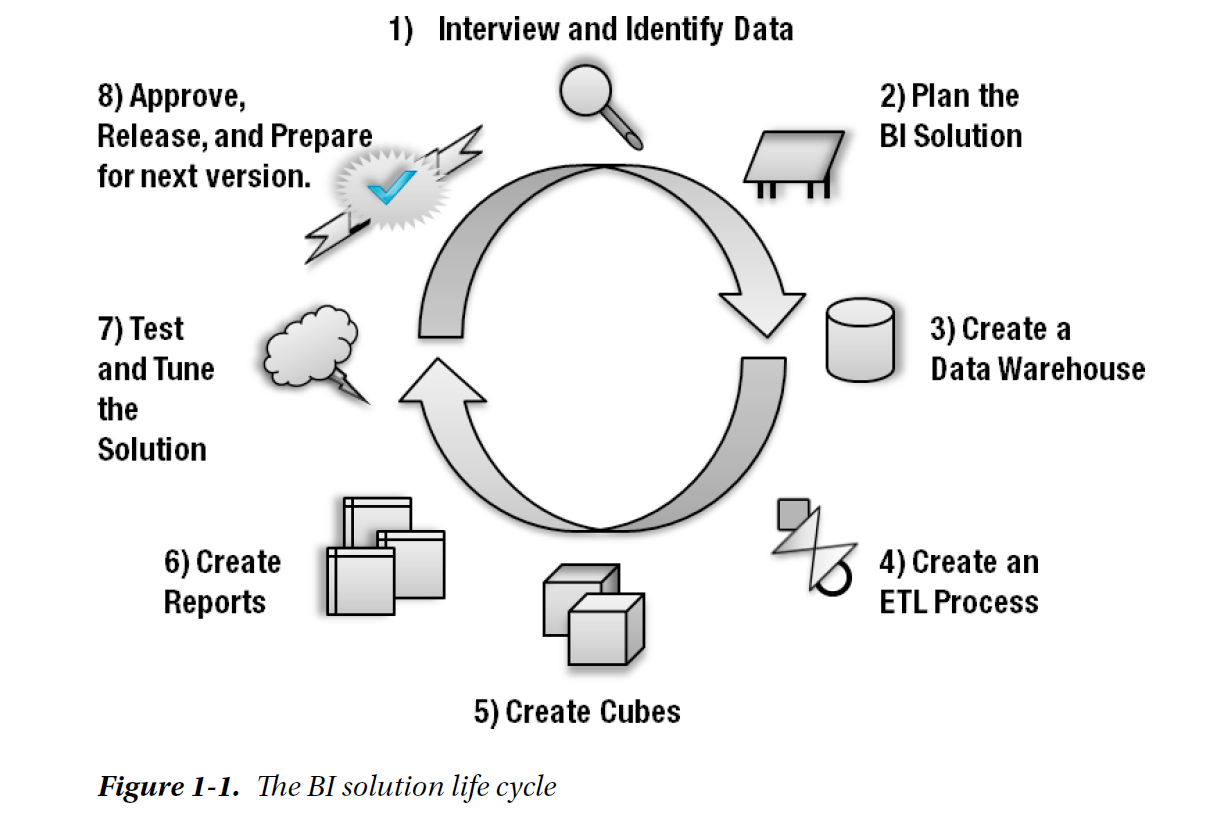 1) Interview and Identify Data
2) Plan the
BI Solution
3) Create a
Data Warehouse
4) Create an
ETL Process
5) Create Cubes
6) Create
Reports
7) Test
and Tune
the
Solution
8) Approve,
Release, and Prepare
for next version.
Figure 1-1. The BI solution life cycle